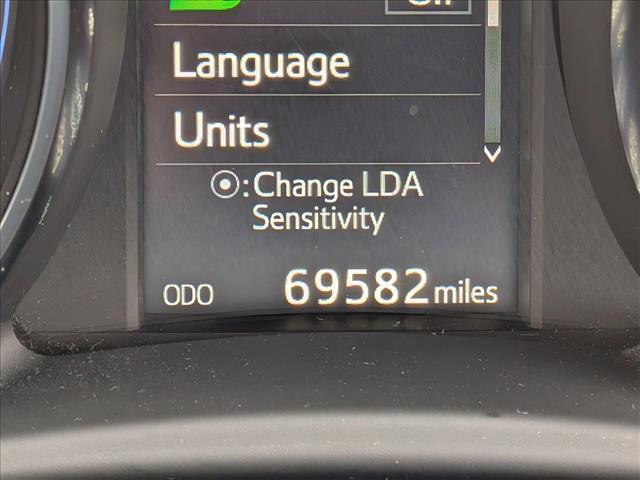 Language
Units
⦿:Change LDA
Sensitivity
ODO 69582 miles